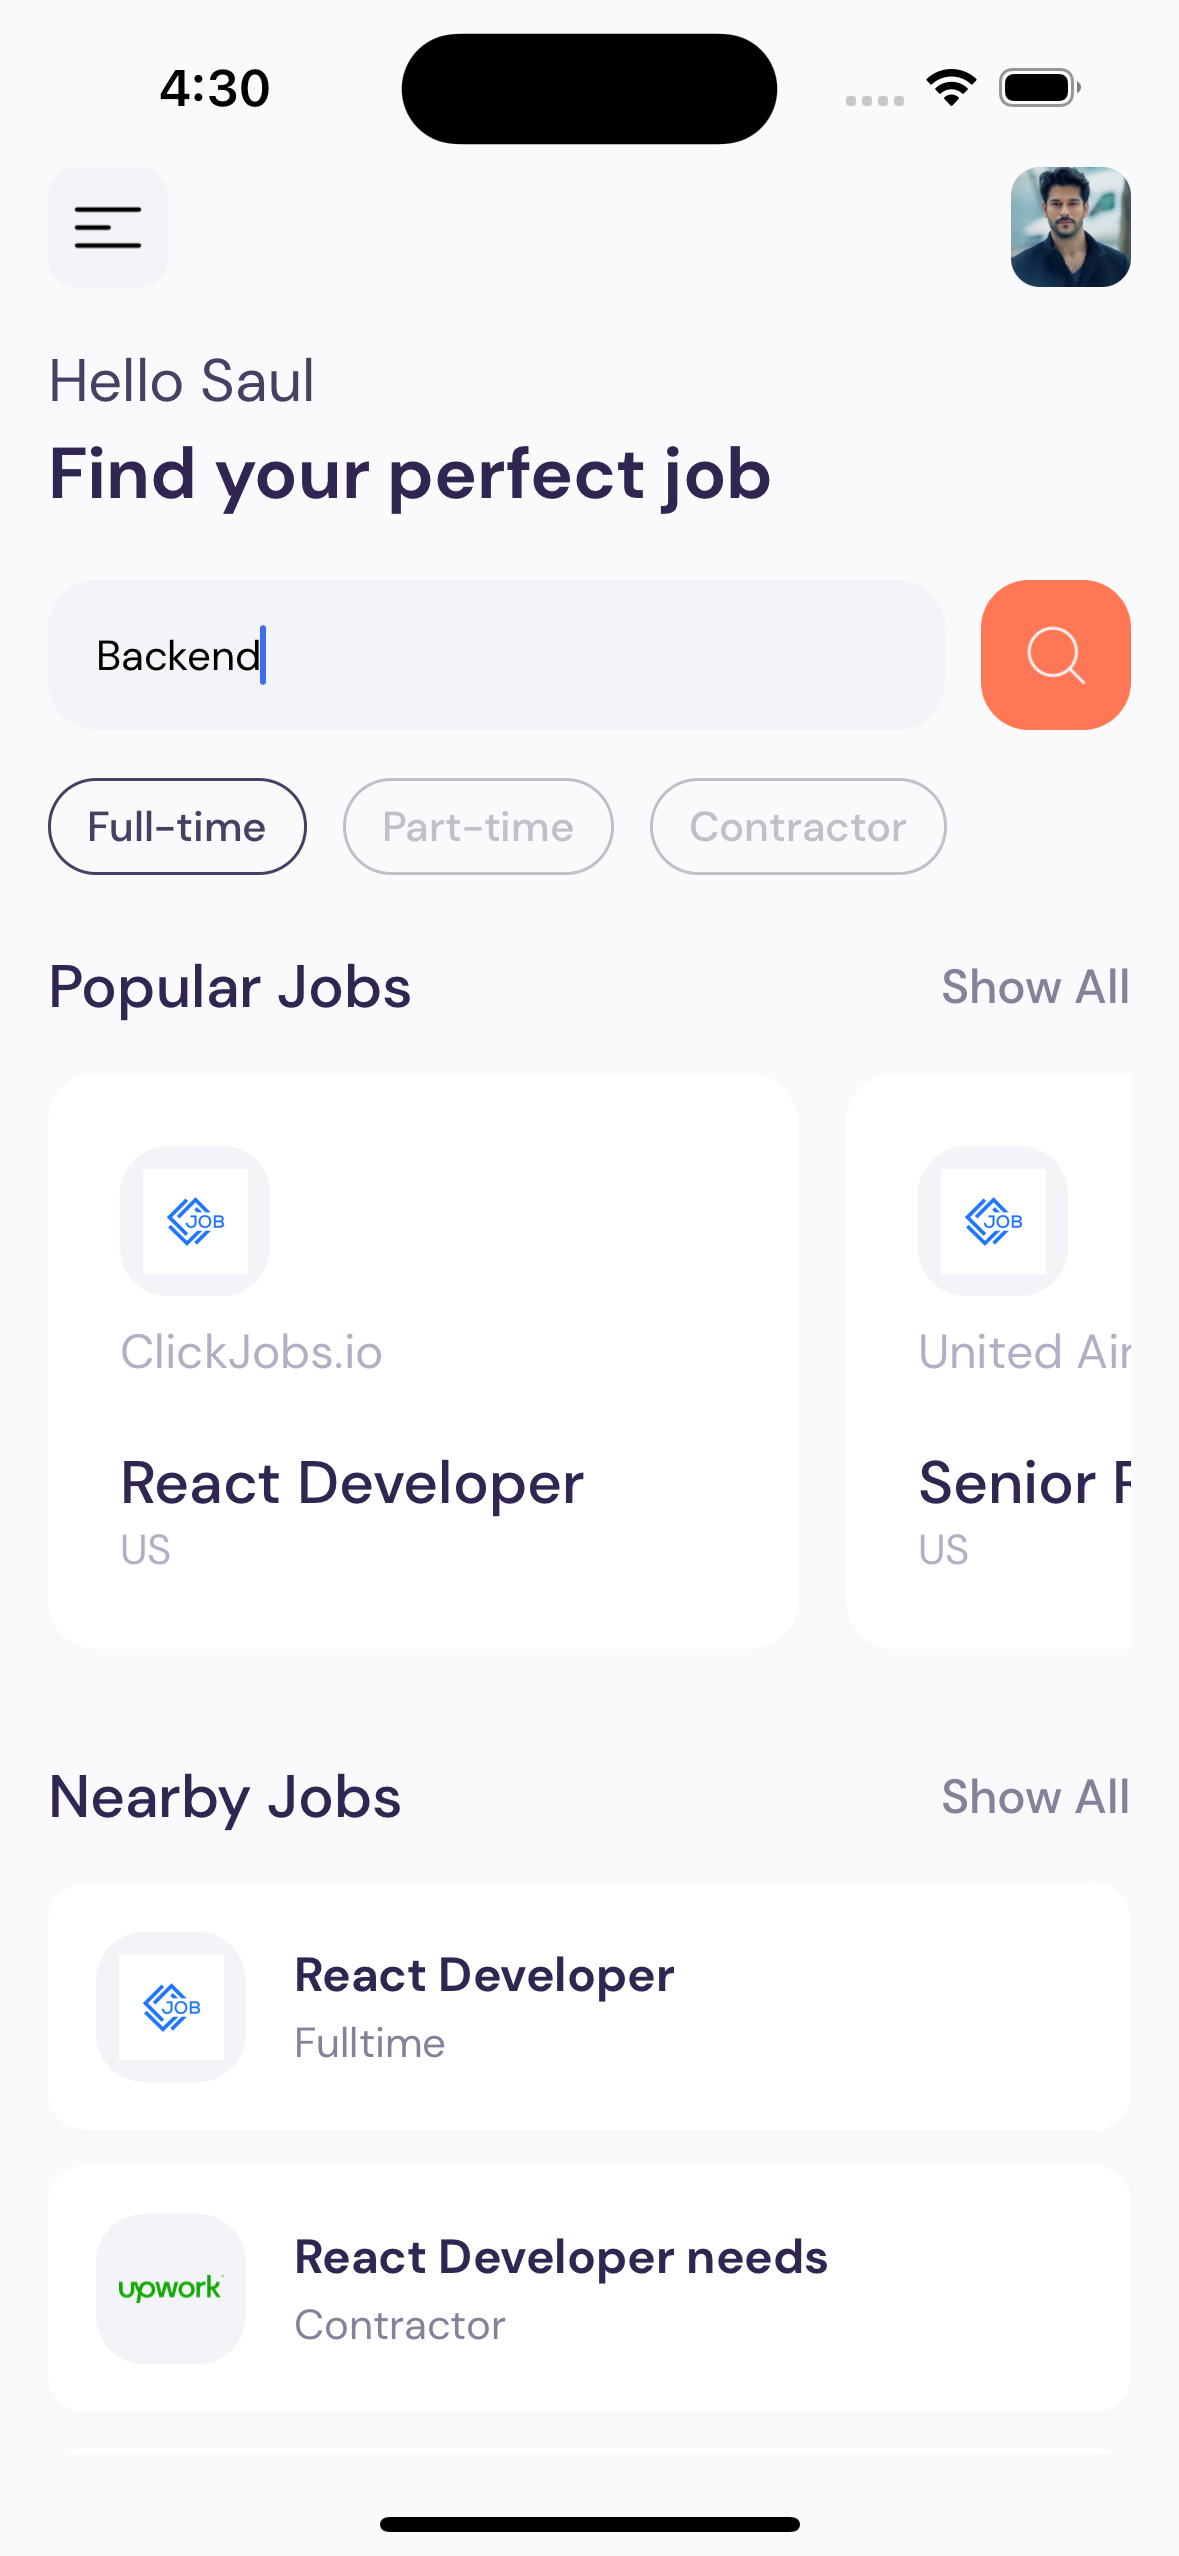 4:30
Hello Saul
Find your perfect job
Backend
Full-time
Part-time
Contractor
Popular Jobs
Show All
JOB
JOB
ClickJobs.io
United Air
React Developer
Senior
US
US
Nearby Jobs
Show All
JOB
React Developer
Fulltime
upwork
React Developer needs
Contractor